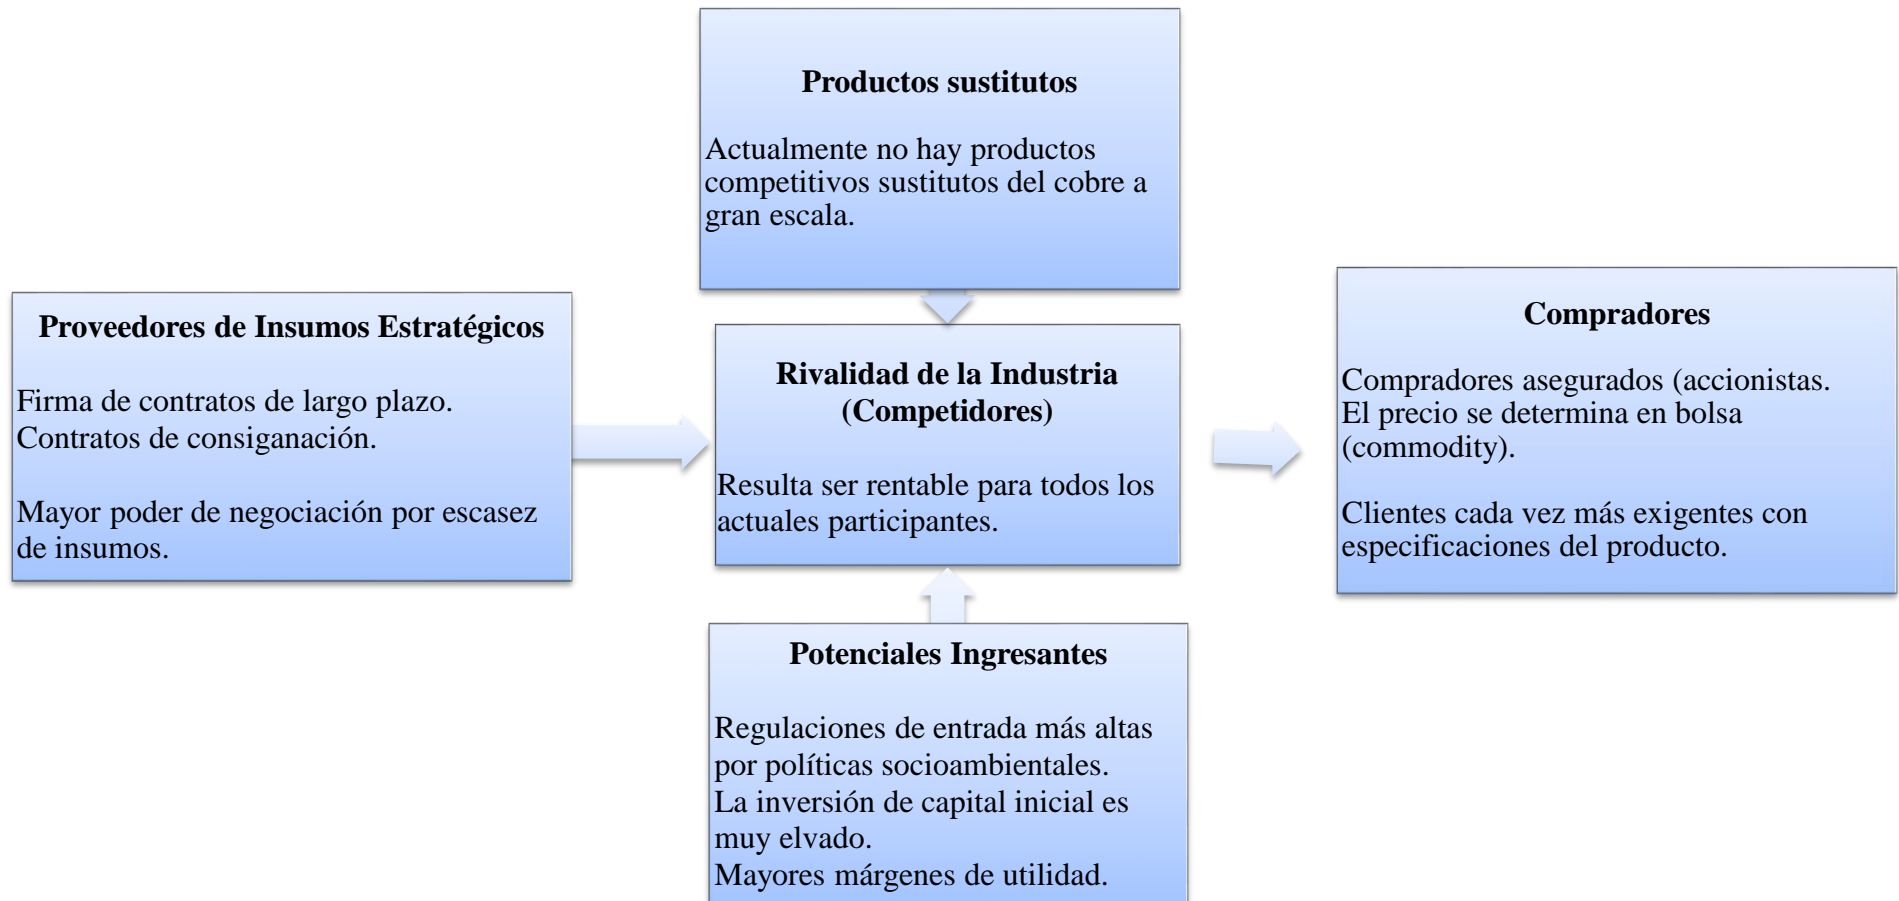 Productos sustitutos
Actualmente no hay productos
competitivos sustitutos del cobre a
gran escala.
Proveedores de Insumos Estratégicos
Firma de contratos de largo plazo.
Contratos de consiganación.
Mayor poder de negociación por escasez
de insumos.
Rivalidad de la Industria
(Competidores)
Resulta ser rentable para todos los
actuales participantes.
Compradores
Compradores asegurados (accionistas.
El precio se determina en bolsa
(commodity).
Clientes cada vez más exigentes con
especificaciones del producto.
Potenciales Ingresantes
Regulaciones de entrada más altas
por políticas socioambientales.
La inversión de capital inicial es
muy elvado.
Mayores márgenes de utilidad.